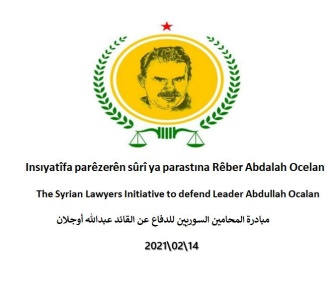 Insıyatîfa parêzerên sûrî ya parastına Rêber Abdalah Ocelan
The Syrian Lawyers Initiative to defend Leader Abdullah Ocalan
مبادرة المحامين السوريين للدفاع عن القائد عبدالله أوجلان
2021\02\14